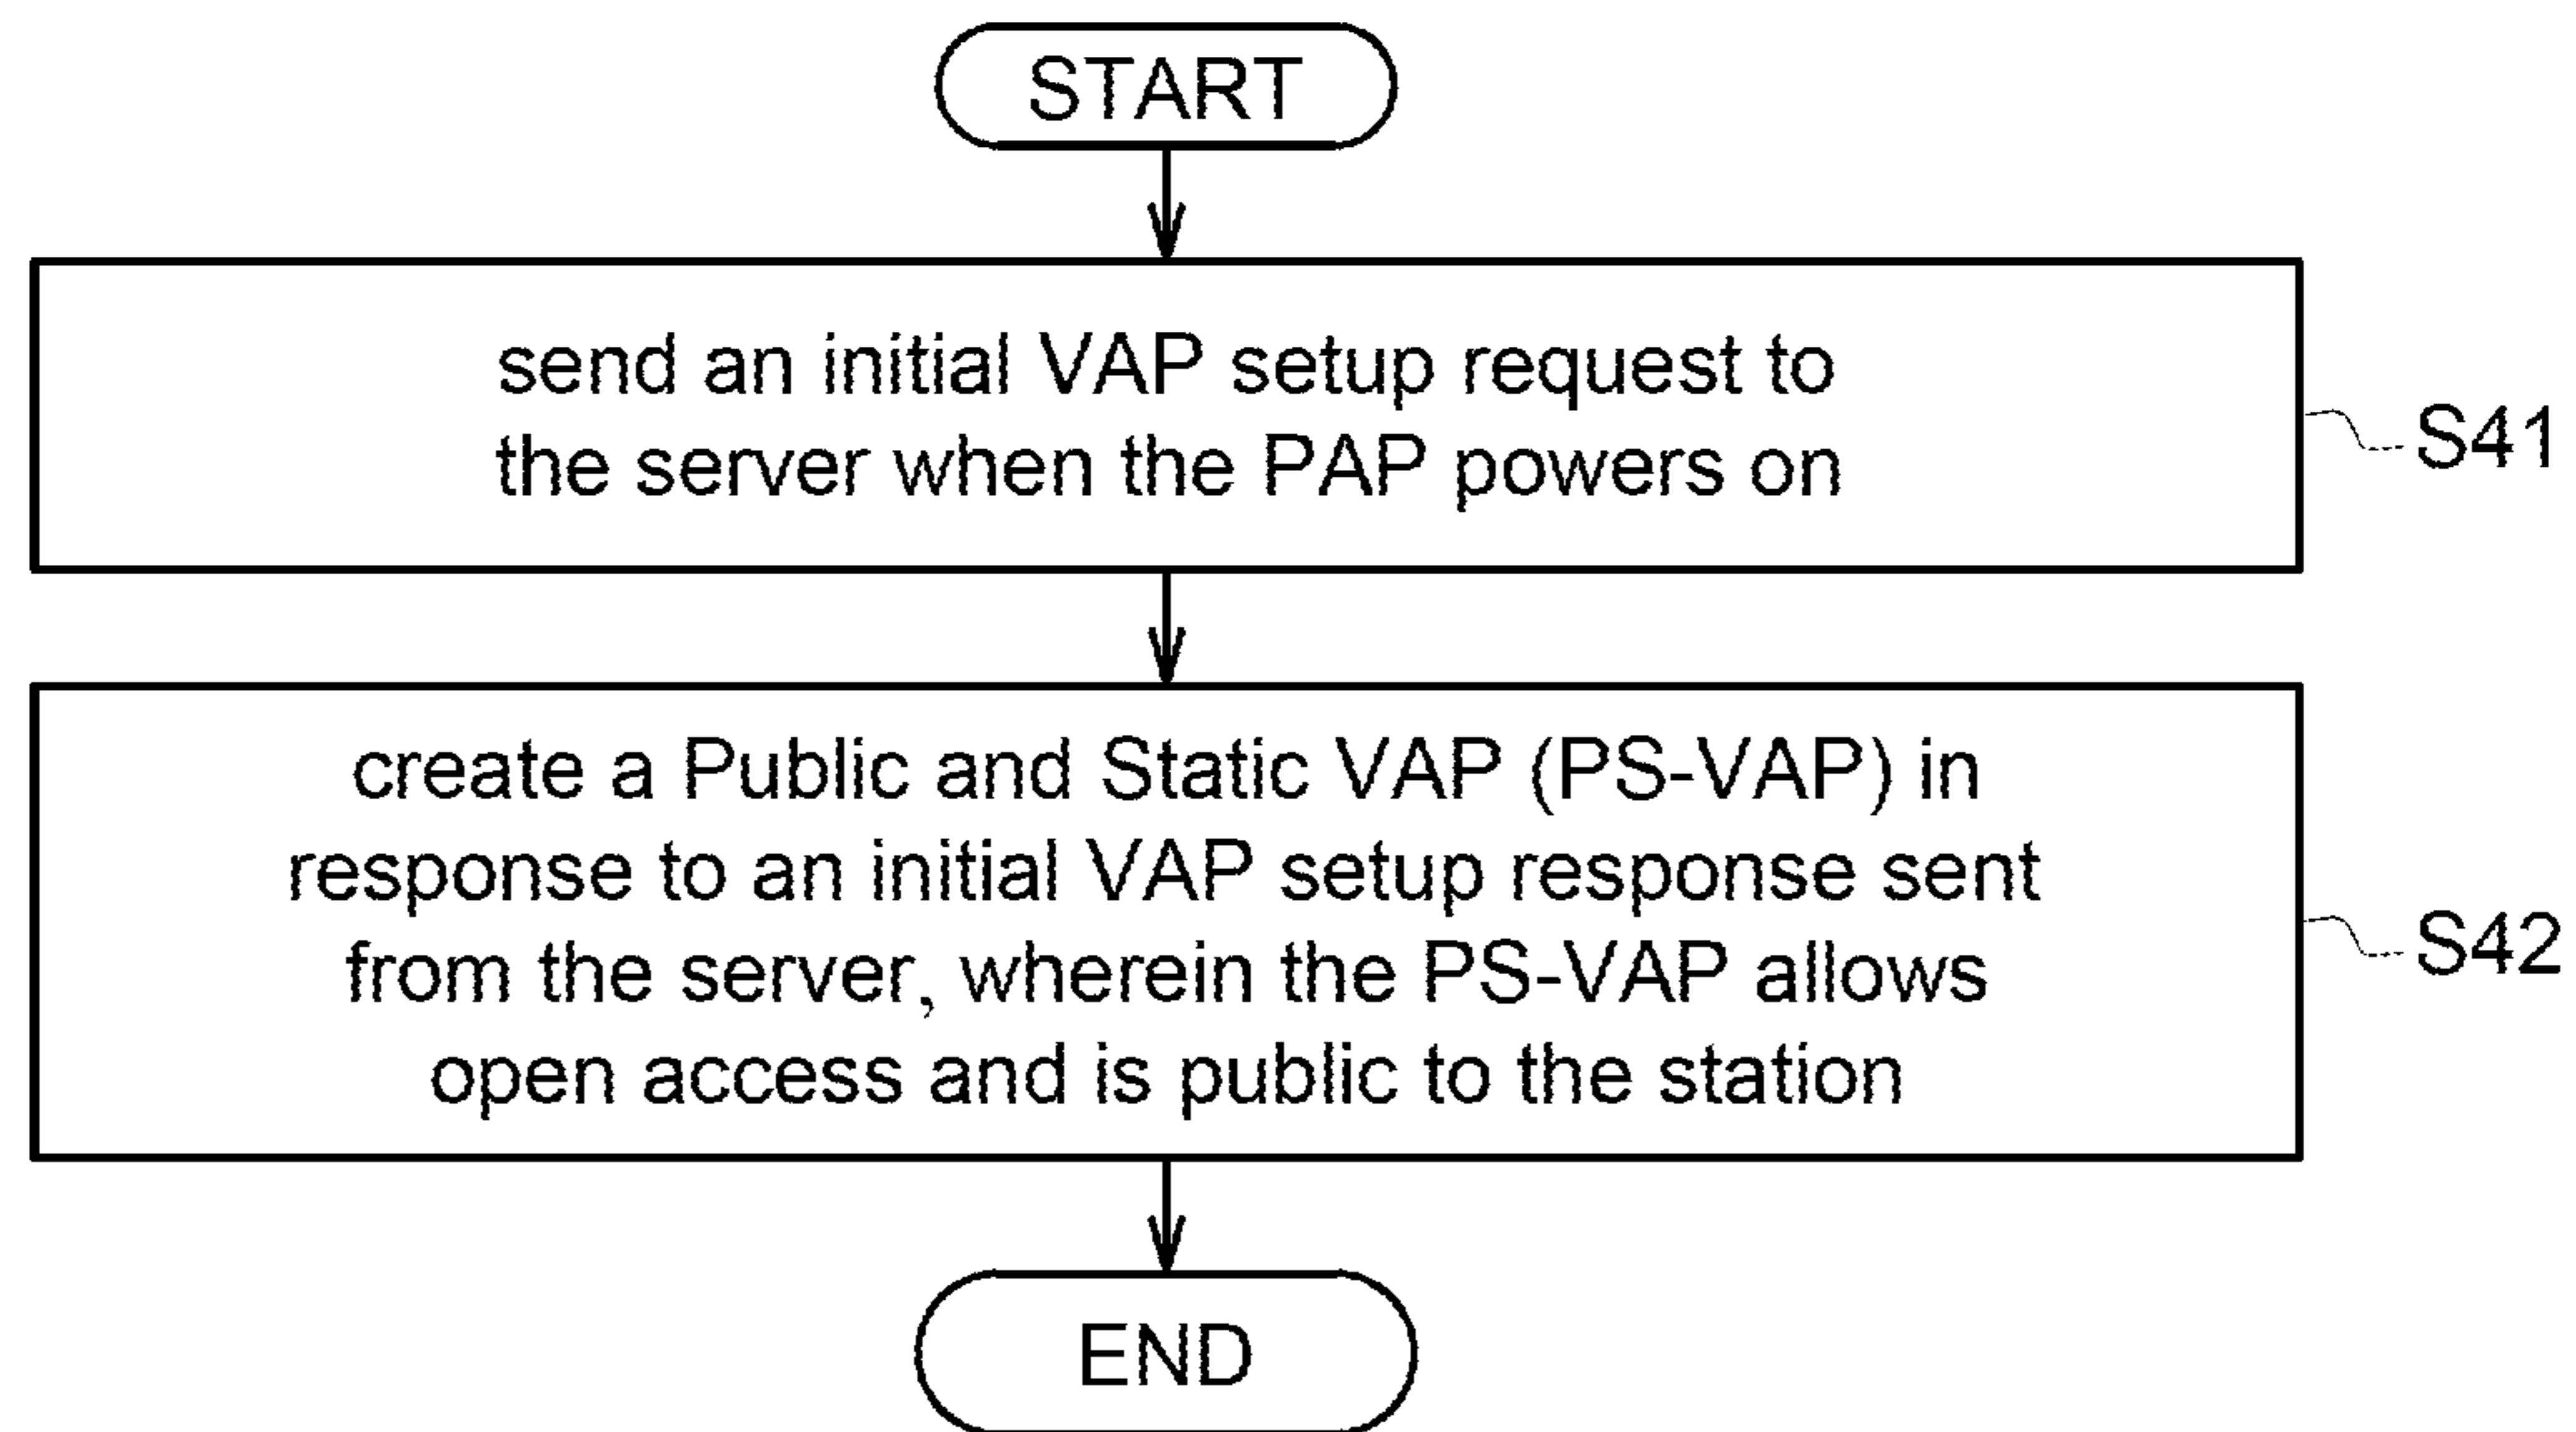 START
send an initial VAP setup request to
the server when the PAP powers on
S41
create a Public and Static VAP (PS-VAP) in
response to an initial VAP setup response sent
from the server, wherein the PS-VAP allows
open access and is public to the station
S42
END